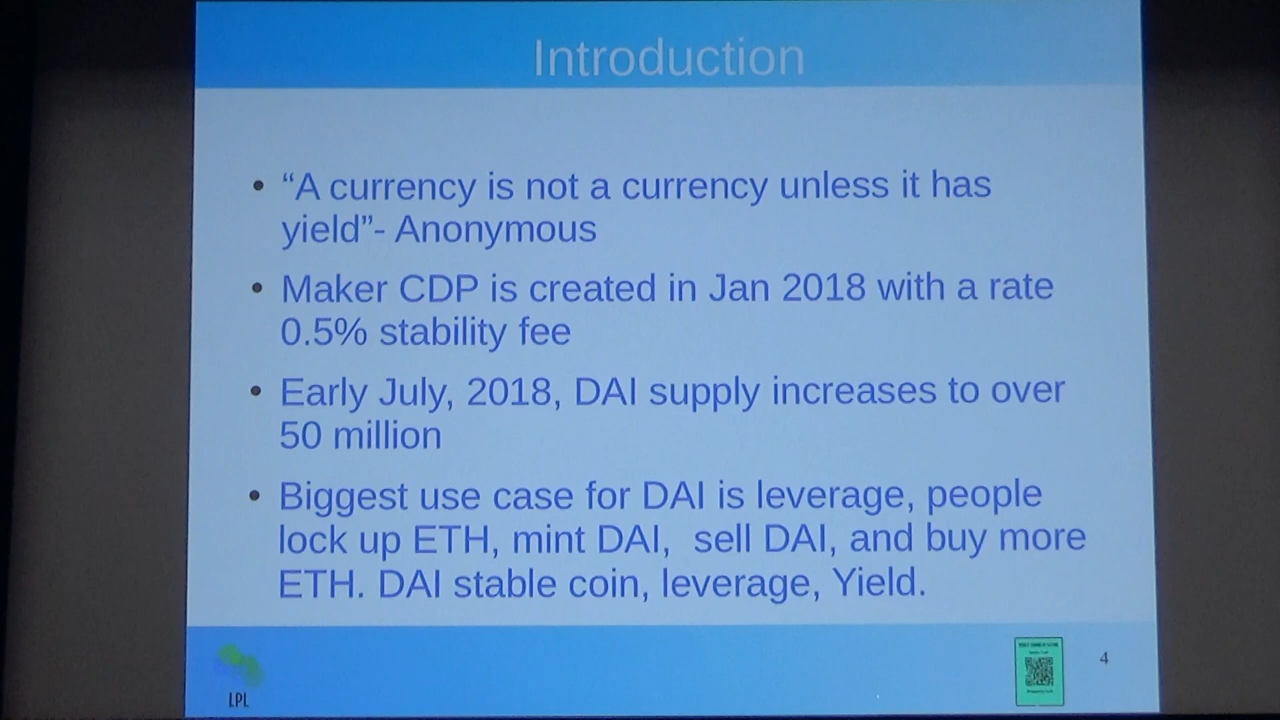 Introduction
• “A currency is not a currency unless it has
yield”- Anonymous
• Maker CDP is created in Jan 2018 with a rate
0.5% stability fee
• Early July, 2018, DAI supply increases to over
50 million
• Biggest use case for DAI is leverage, people
lock up ETH, mint DAI,  sell DAI, and buy more
ETH. DAI stable coin, leverage, Yield.
LPL
4